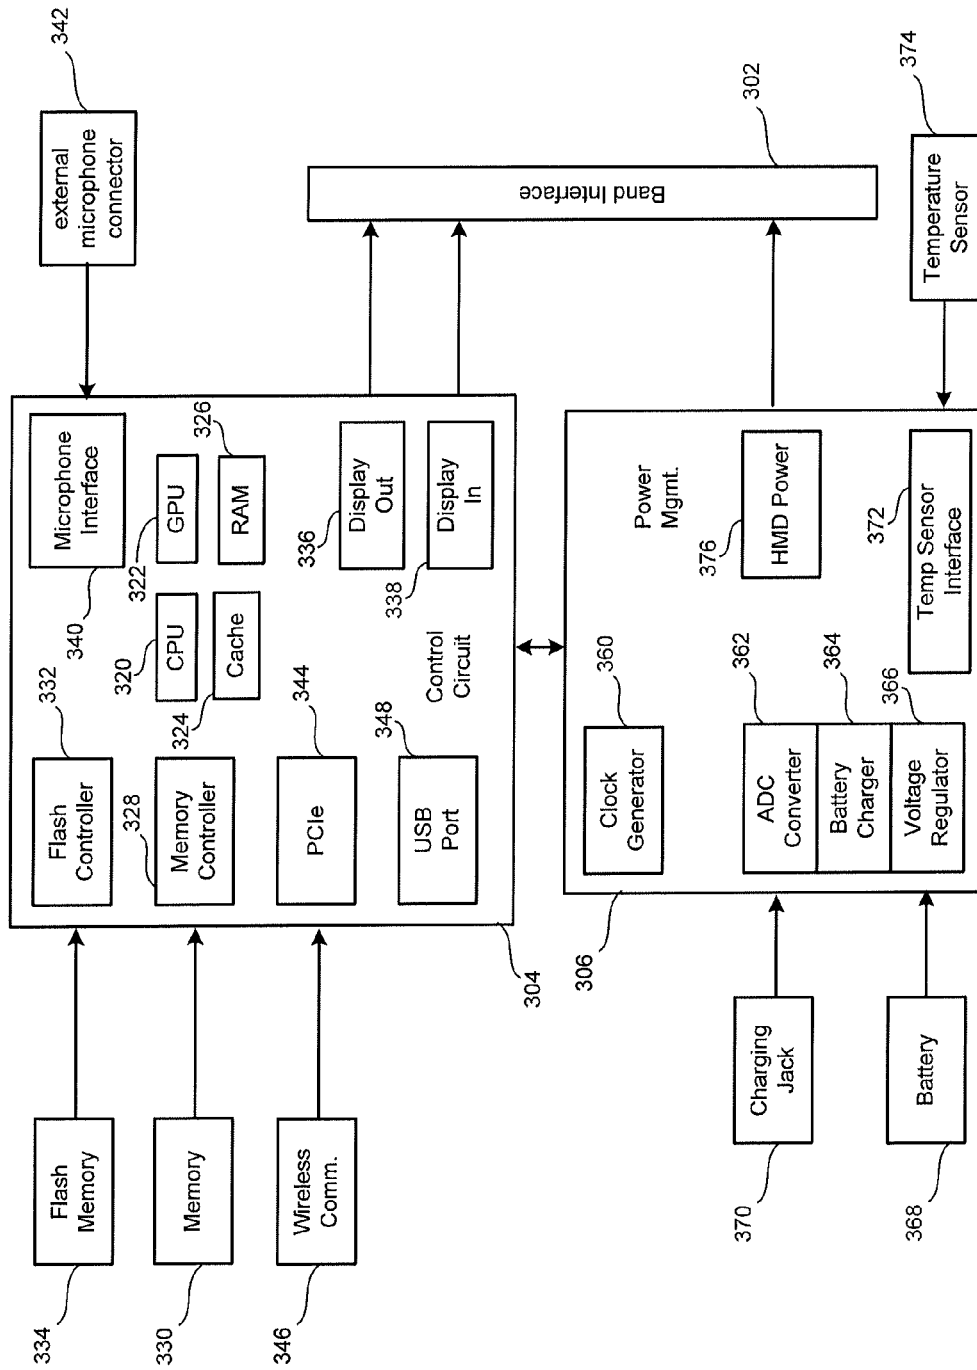 334
Flash
Memory
330
Memory
346
Wireless
Comm.
370
Charging
Jack
368
Battery
304
332
Flash
Controller
328
Memory
Controller
344
PCIe
348
USB
Port
320
CPU
324
Cache
322
GPU
326
RAM
340
Microphone
Interface
336
Display
Out
338
Display
In
Control
Circuit
306
360
Clock
Generator
362
ADC
Converter
364
Battery
Charger
366
Voltage
Regulator
Power
Mgmt.
376
HMD Power
372
Temp Sensor
Interface
342
external
microphone
connector
302
Band Interface
374
Temperature
Sensor